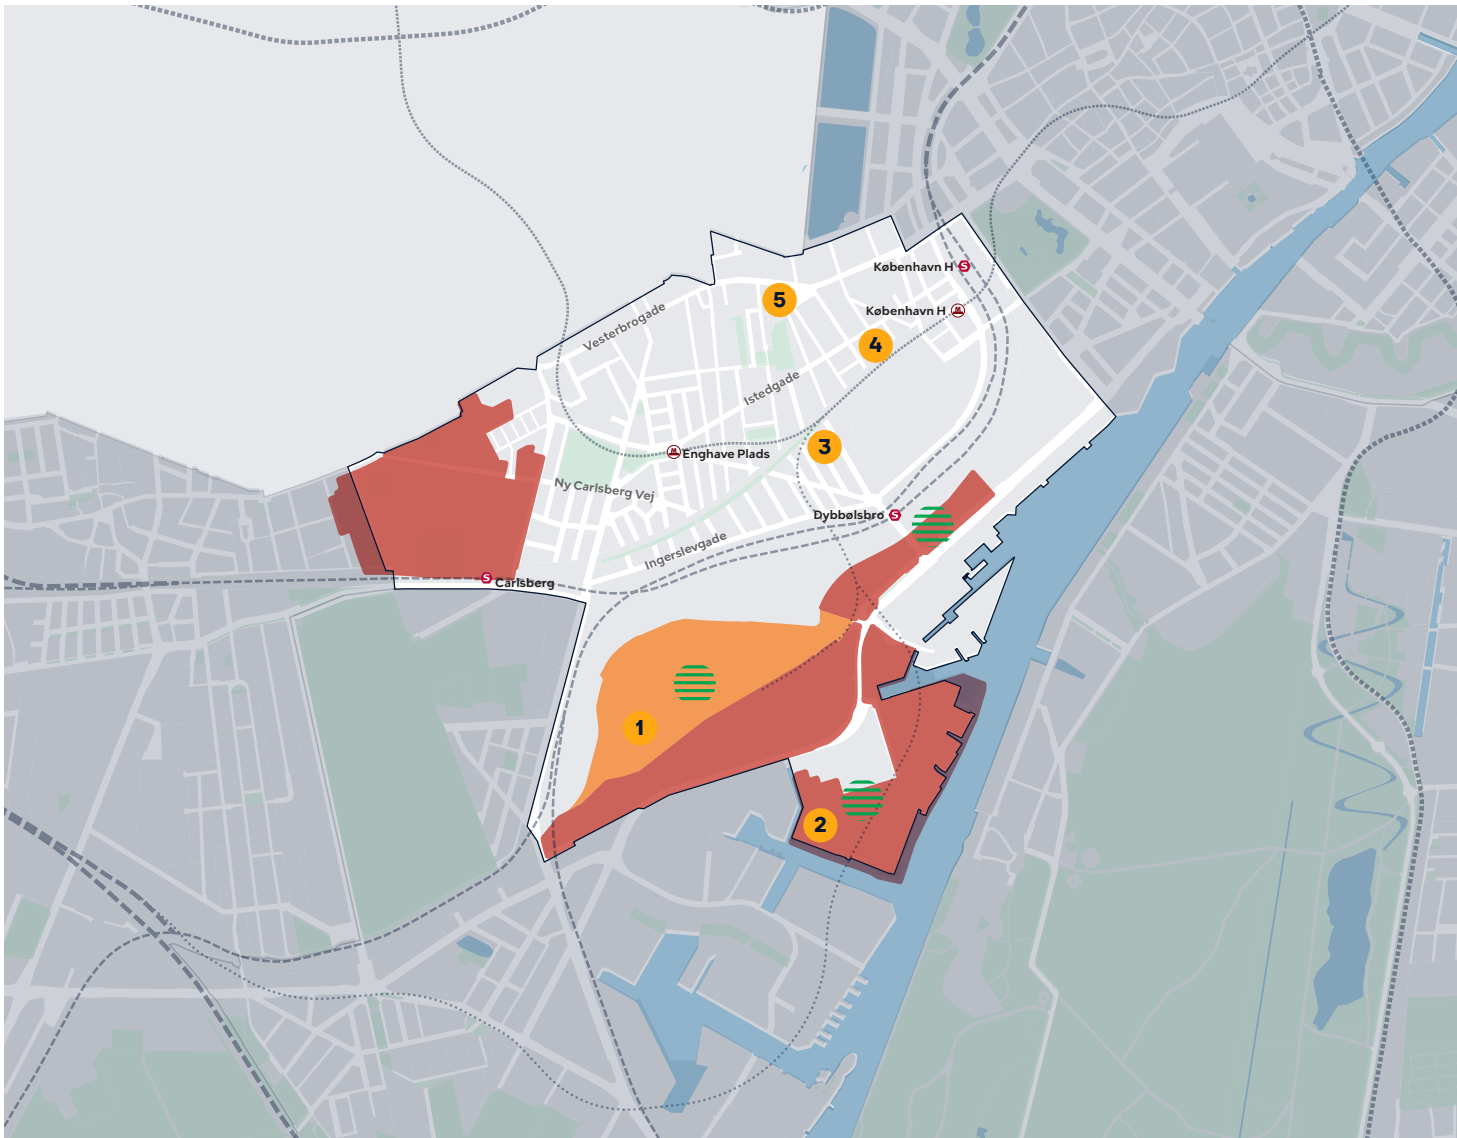 København H S
5
København H M
Vesterbrogade
4
Istedgade
3
Enghave Plads
Ny Carlsberg Vej
Dybbølsbro S
Ingerslevgade
S
Carlsberg
1
2